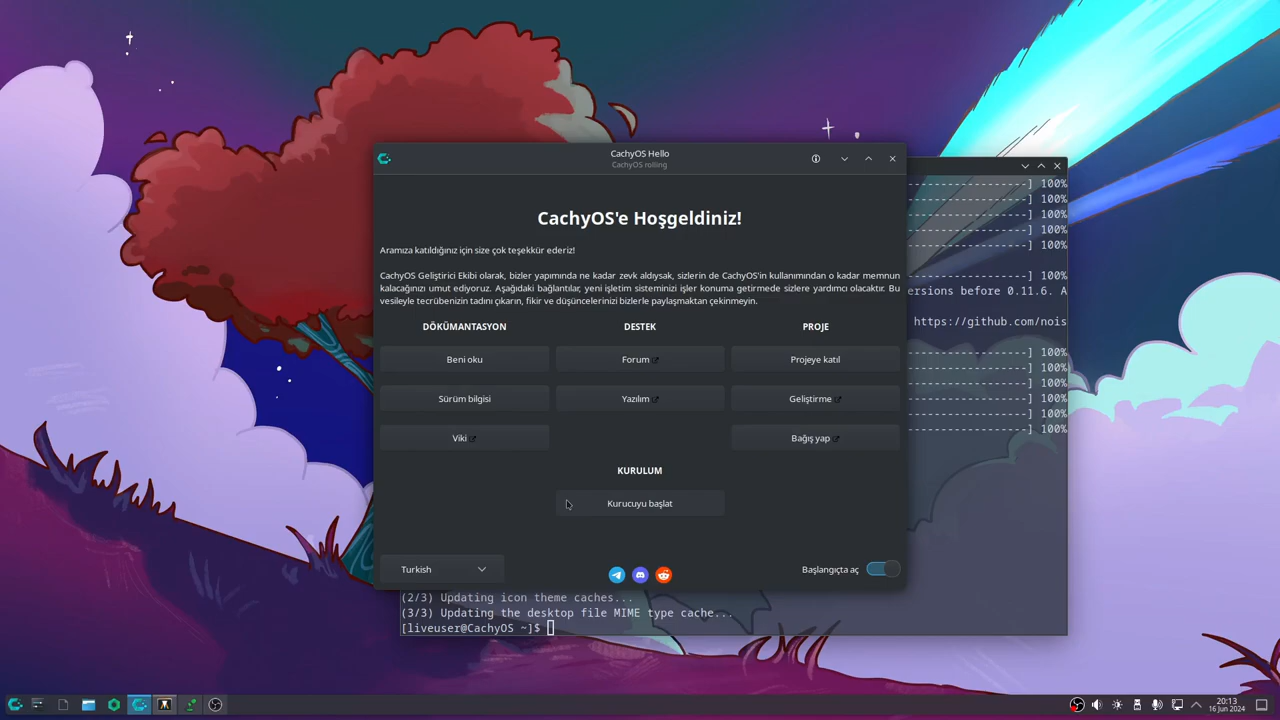 CachyOS Hello
CachyOS rolling
CachyOS'e Hoşgeldiniz!
Aramıza katıldığınız için size çok teşekkür ederiz!
CachyOS Geliştirici Ekibi olarak, bizler yapımında ne kadar zevk aldıysak, sizlerin de CachyOS'in kullanımından o kadar memnun
kalacağınızı umut ediyoruz. Aşağıdaki bağlantılar, yeni işletim sisteminizi işler konuma getirmede sizlere yardımcı olacaktır. Bu
vesileyle tecrübenizin tadını çıkarın, fikir ve düşüncelerinizi bizlerle paylaşmaktan çekinmeyin.
DÖKÜMANTASYON
DESTEK
PROJE
Beni oku
Forum
Projeye katıl
Sürüm bilgisi
Yazılım
Geliştirme
Viki
Bağış yap
KURULUM
Kurucuyu başlat
Turkish
Başlangıçta aç
-----------------------] 100%
-----------------------] 100%
-----------------------] 100%
-----------------------] 100%
-----------------------] 100%
-----------------------] 100%
ersions before 0.11.6. A
https://github.com/nois
-----------------------] 100%
-----------------------] 100%
-----------------------] 100%
-----------------------] 100%
-----------------------] 100%
-----------------------] 100%
(2/3) Updating icon theme caches...
(3/3) Updating the desktop file MIME type cache...
[liveuser@CachyOS ~]$
20:13
16 Jun 2024